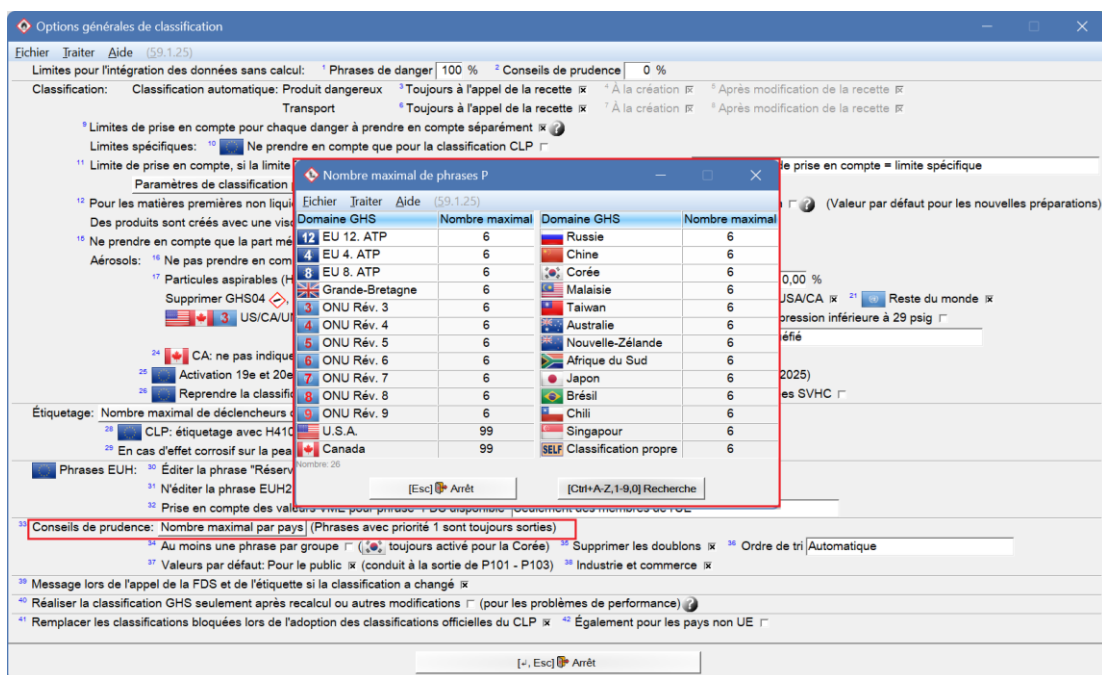 Options générales de classification
Fichier Traiter Aide (59.1.25)
Limites pour l'intégration des données sans calcul: 1 Phrases de danger 100 % 2 Conseils de prudence 0 %
Classification: Classification automatique: Produit dangereux 3 Toujours à l'appel de la recette 4 À la création 5 Après modification de la recette
Transport 6 Toujours à l'appel de la recette 7 À la création 8 Après modification de la recette
9 Limites de prise en compte pour chaque danger à prendre en compte séparément
Limites spécifiques: 10 Ne prendre en compte que pour la classification CLP
11 Limite de prise en compte, si la limite de prise en compte = limite spécifique
Paramètres de classification
12 Pour les matières premières non liqui (Valeur par défaut pour les nouvelles préparations)
Des produits sont créés avec une visc
15 Ne prendre en compte que la part mé
Aérosols: 16 Ne pas prendre en com
17 Particules aspirables (H 0,00 %
Supprimer GHS04 USA/CA 21 Reste du monde
3 US/CA/UN pression inférieure à 29 psig
éfié
24 CA: ne pas indique
25 Activation 19e et 20e 2025)
26 Reprendre la classific es SVHC
Étiquetage: Nombre maximal de déclencheurs
28 CLP: étiquetage avec H410
29 En cas d'effet corrosif sur la pea
Phrases EUH: 30 Éditer la phrase "Réserv
31 N'éditer la phrase EUH2
32 Prise en compte des valeurs VME pour phrase "FDS disponible" Seulement des membres de l'UE
33 Conseils de prudence: Nombre maximal par pays (Phrases avec priorité 1 sont toujours sorties)
34 Au moins une phrase par groupe ( toujours activé pour la Corée) 35 Supprimer les doublons 36 Ordre de tri Automatique
37 Valeurs par défaut: Pour le public (conduit à la sortie de P101 - P103) 38 Industrie et commerce
39 Message lors de l'appel de la FDS et de l'étiquette si la classification a changé
40 Réaliser la classification GHS seulement après recalcul ou autres modifications (pour les problèmes de performance)
41 Remplacer les classifications bloquées lors de l'adoption des classifications officielles du CLP 42 Également pour les pays non UE
[↵, Esc] Arrêt
Nombre maximal de phrases P
Fichier Traiter Aide (59.1.25)
Domaine GHS Nombre maximal Domaine GHS Nombre maximal
12 EU 12. ATP 6 Russie 6
4 EU 4. ATP 6 Chine 6
8 EU 8. ATP 6 Corée 6
Grande-Bretagne 6 Malaisie 6
3 ONU Rév. 3 6 Taiwan 6
4 ONU Rév. 4 6 Australie 6
5 ONU Rév. 5 6 Nouvelle-Zélande 6
6 ONU Rév. 6 6 Afrique du Sud 6
7 ONU Rév. 7 6 Japon 6
8 ONU Rév. 8 6 Brésil 6
9 ONU Rév. 9 6 Chili 6
U.S.A. 99 Singapour 6
Canada 99 SELF Classification propre 6
Nombre: 26
[Esc] Arrêt [Ctrl+A-Z,1-9,0] Recherche